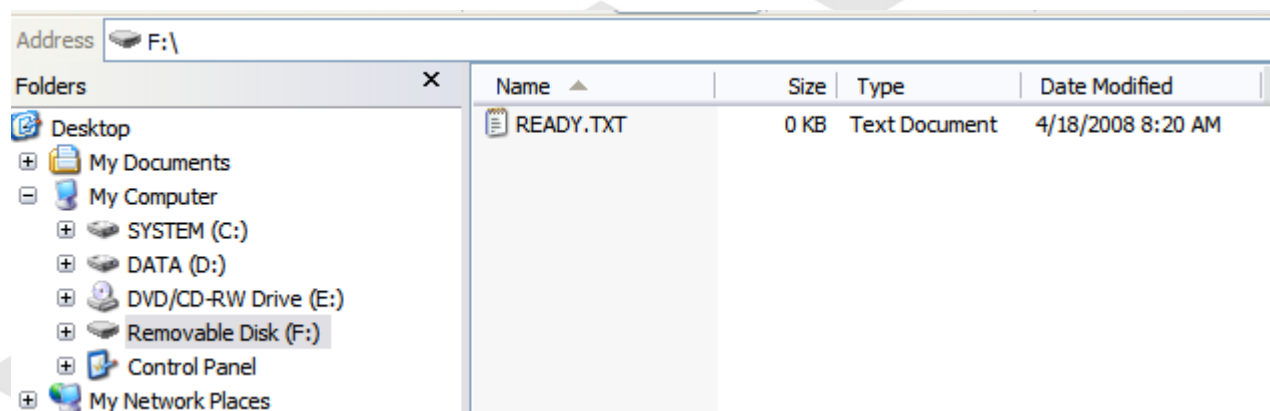 Address F:\
Folders X
Desktop
My Documents
My Computer
SYSTEM (C:)
DATA (D:)
DVD/CD-RW Drive (E:)
Removable Disk (F:)
Control Panel
My Network Places
Name Size Type Date Modified
READY.TXT 0 KB Text Document 4/18/2008 8:20 AM